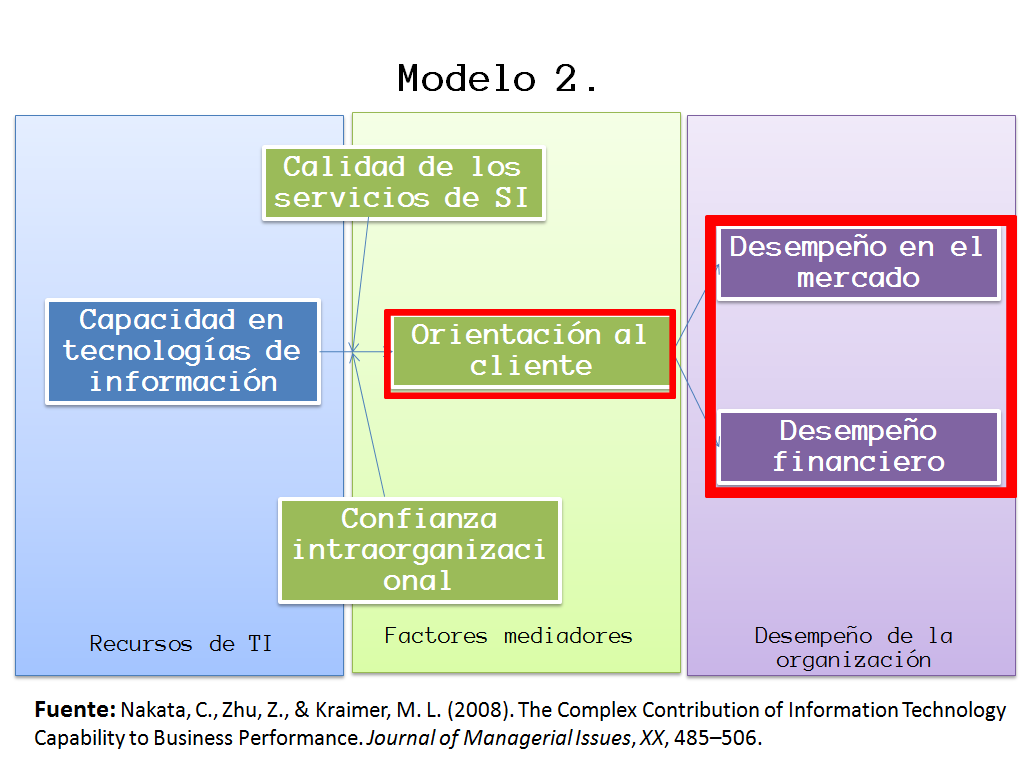 Modelo 2.
Calidad de los
servicios de SI
Capacidad en
tecnologías de
información
Orientación al
cliente
Confianza
intraorganizaci
onal
Desempeño en el
mercado
Desempeño
financiero
Recursos de TI
Factores mediadores
Desempeño de la
organización
Fuente: Nakata, C., Zhu, Z., & Kraimer, M. L. (2008). The Complex Contribution of Information Technology
Capability to Business Performance. Journal of Managerial Issues, XX, 485–506.